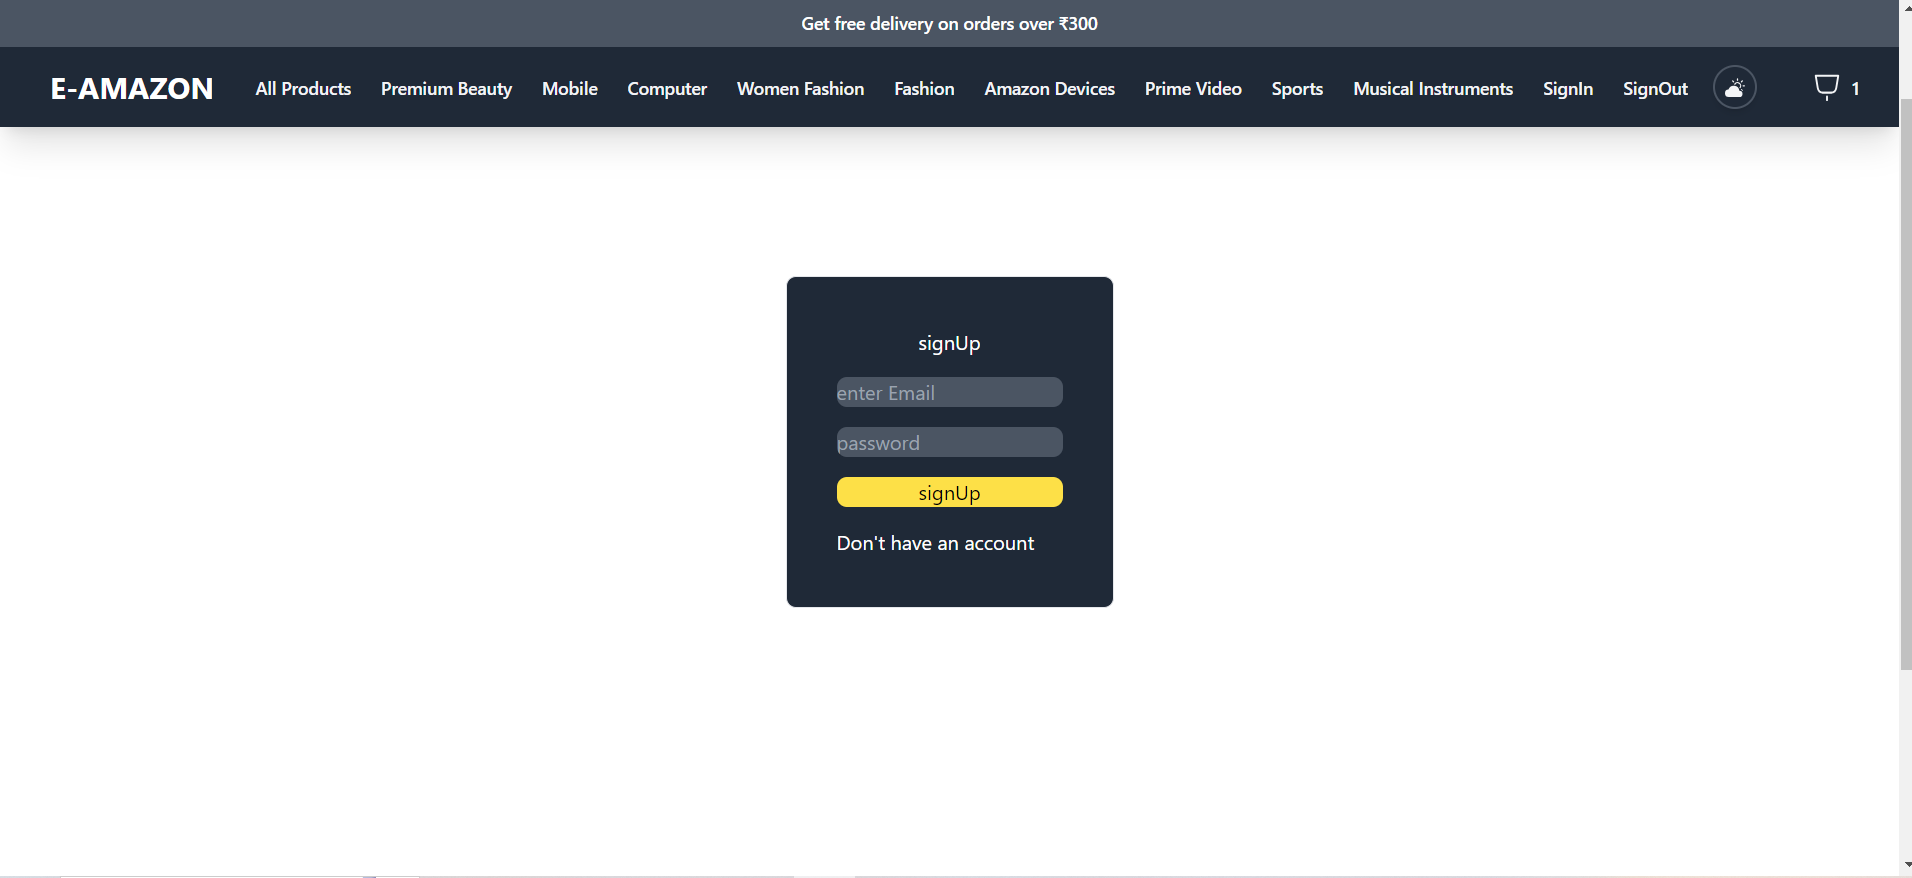 Get free delivery on orders over ₹300
E-AMAZON All Products Premium Beauty Mobile Computer Women Fashion Fashion Amazon Devices Prime Video Sports Musical Instruments SignIn SignOut 1
signUp
enter Email
password
signUp
Don't have an account